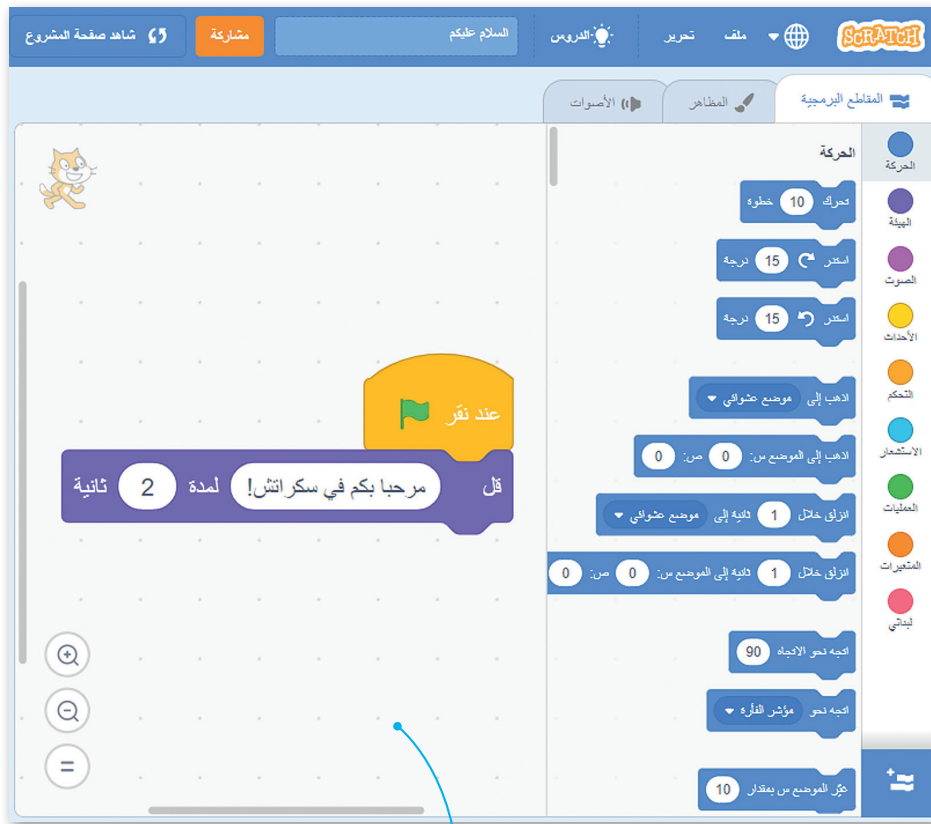 SCRATCH ملف تحرير الدروس السلام عليكم مشاركة شاهد صفحة المشروع
المقاطع البرمجية المظاهر الأصوات
الحركة
الهيئة
الصوت
الأحداث
التحكم
الاستشعار
العمليات
المتغيرات
لبناتي
الحركة
تحرك 10 خطوة
استدر 15 درجة
استدر 15 درجة
اذهب إلى موضع عشوائي
اذهب إلى الموضع س: 0 ص: 0
انزلق خلال 1 ثانية إلى موضع عشوائي
انزلق خلال 1 ثانية إلى الموضع س: 0 ص: 0
اتجه نحو الاتجاه 90
اتجه نحو مؤشر الفأرة
غيّر الموضع س بمقدار 10
عند نقر
قل مرحبا بكم في سكراتش! لمدة 2 ثانية